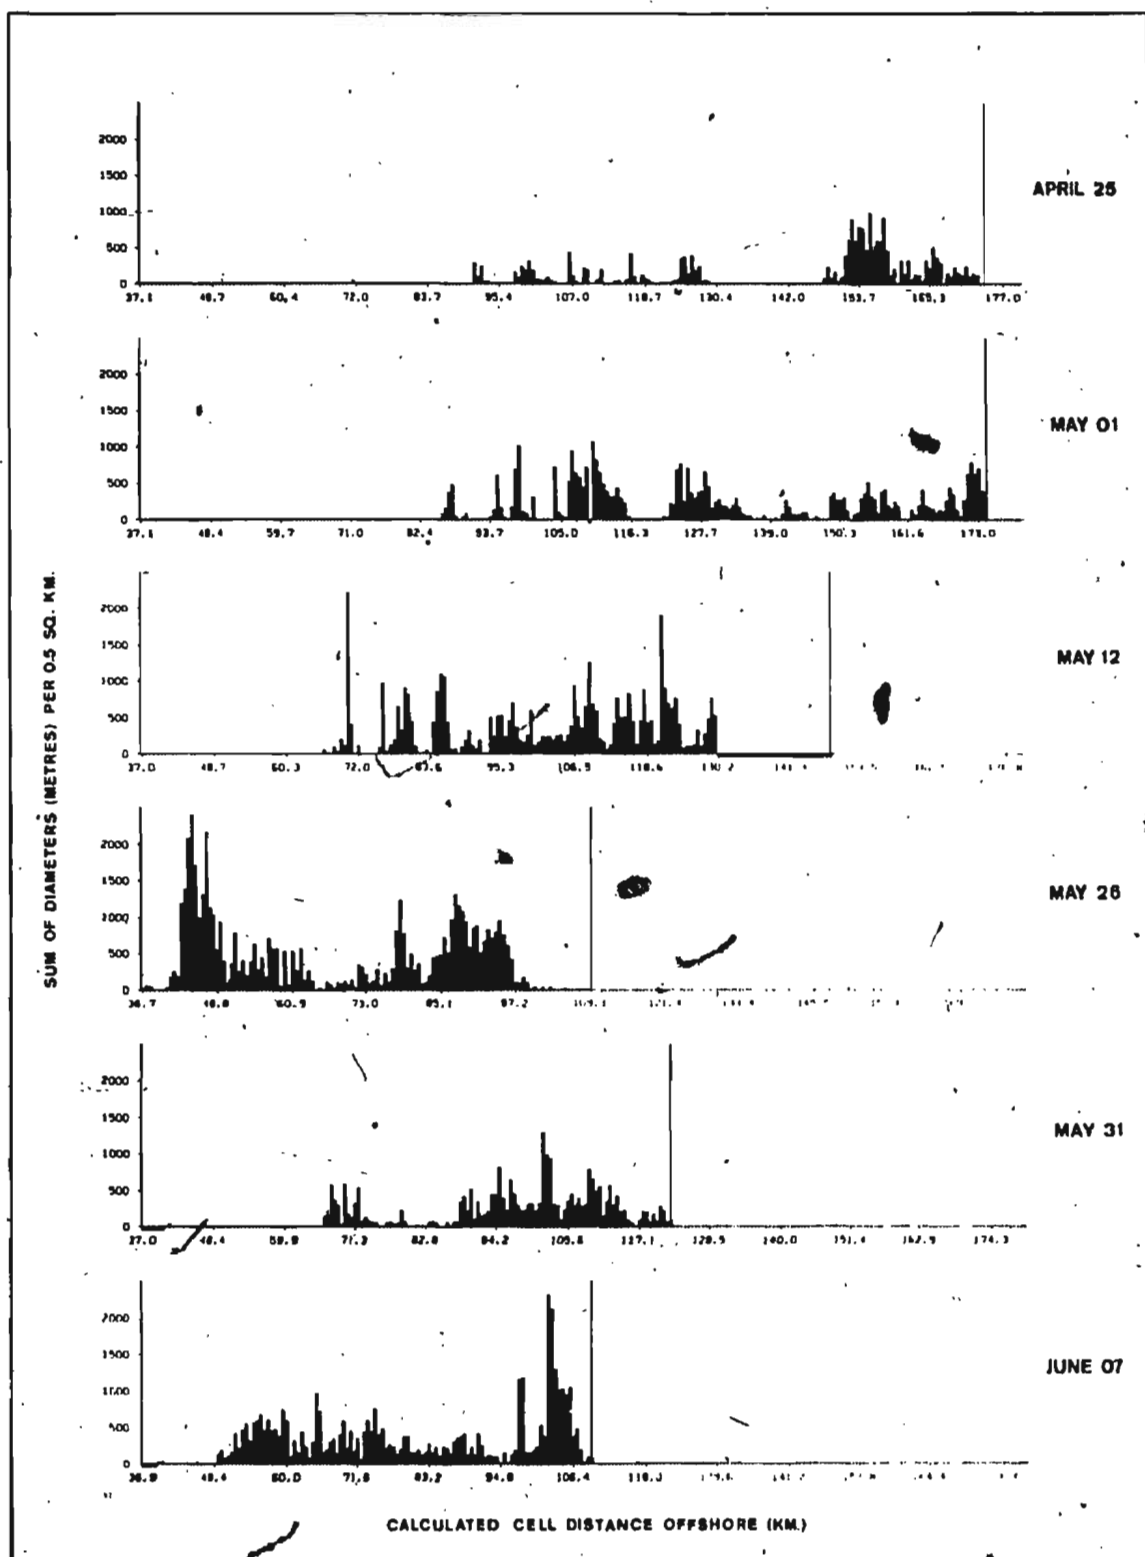 2000
1500
1000
500
0
37.1 48.7 60.4 72.0 83.7 95.4 107.0 118.7 130.4 142.0 153.7 165.3 177.0
APRIL 25
2000
1500
1000
500
0
37.1 48.4 59.7 71.0 82.4 93.7 105.0 116.3 127.7 139.0 150.3 161.6 173.0
MAY 01
2000
1500
1000
500
0
37.0 48.7 60.3 72.0 83.6 95.3 106.9 118.6 130.2
MAY 12
SUM OF DIAMETERS (METRES) PER 0.5 SQ. KM.
2000
1500
1000
500
0
36.7 48.8 60.9 73.0 85.1 97.2 109.3
MAY 26
2000
1500
1000
500
0
37.0 48.4 59.9 71.3 82.8 94.2 105.6 117.1 128.5 140.0 151.4 162.9 174.3
MAY 31
2000
1500
1000
500
0
36.8 48.4 60.0 71.6 83.2 94.8 106.4 118.0
JUNE 07
CALCULATED CELL DISTANCE OFFSHORE (KM.)